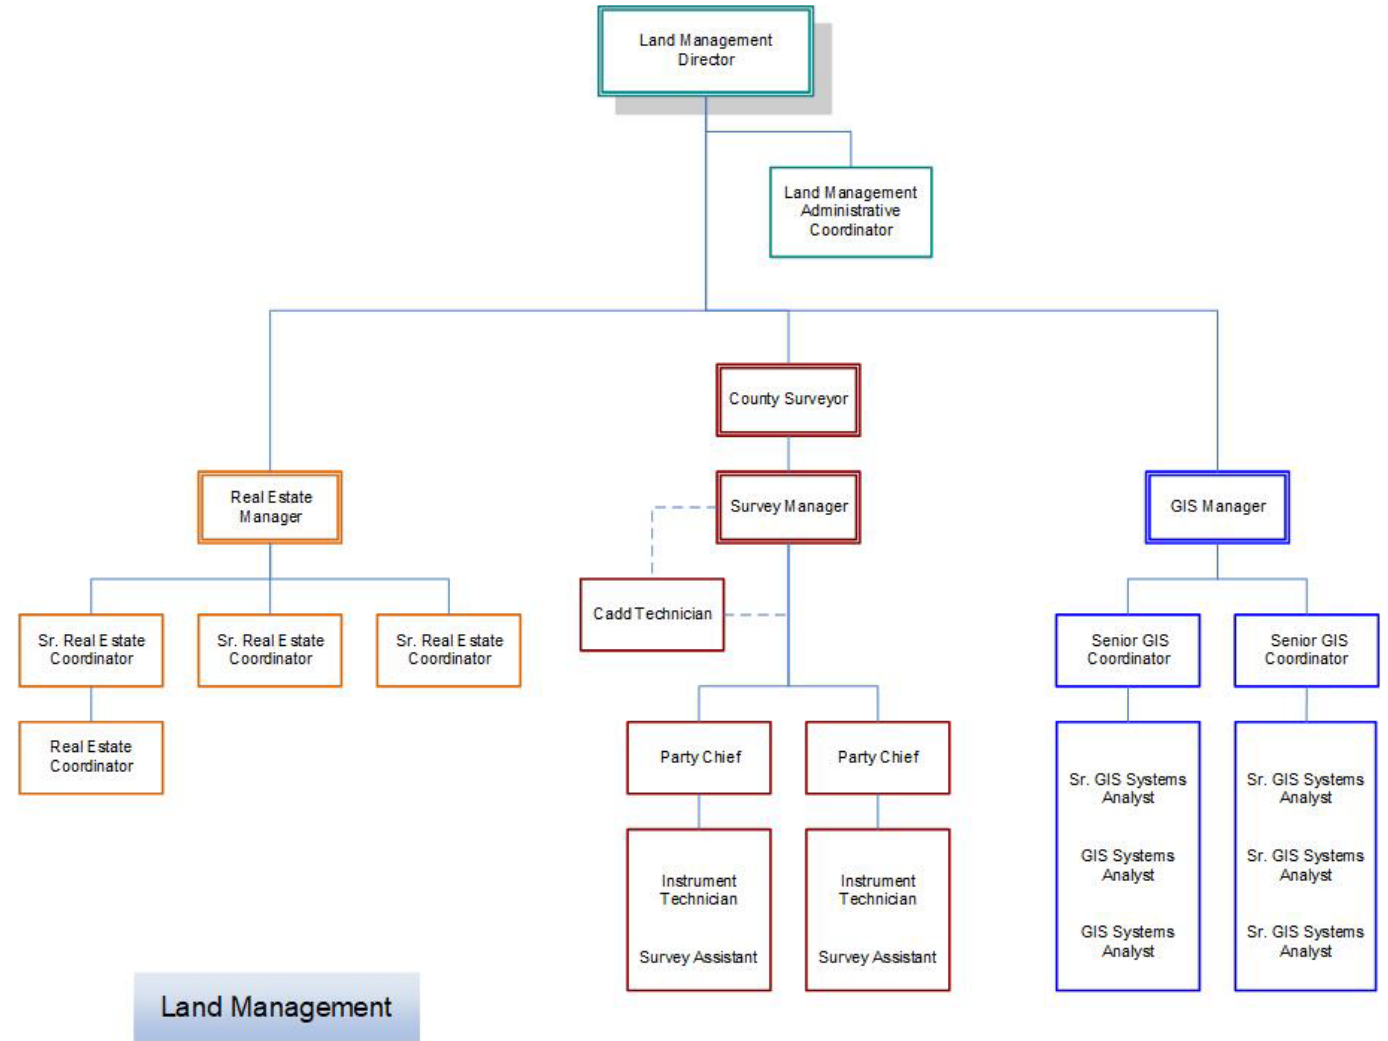 Land Management
Director
Land Management
Administrative
Coordinator
County Surveyor
Real Estate
Manager
Survey Manager
GIS Manager
Cadd Technician
Sr. Real Estate
Coordinator
Sr. Real Estate
Coordinator
Sr. Real Estate
Coordinator
Senior GIS
Coordinator
Senior GIS
Coordinator
Real Estate
Coordinator
Party Chief
Party Chief
Instrument
Technician
Survey Assistant
Instrument
Technician
Survey Assistant
Sr. GIS Systems
Analyst
GIS Systems
Analyst
GIS Systems
Analyst
Sr. GIS Systems
Analyst
Sr. GIS Systems
Analyst
Sr. GIS Systems
Analyst
Land Management